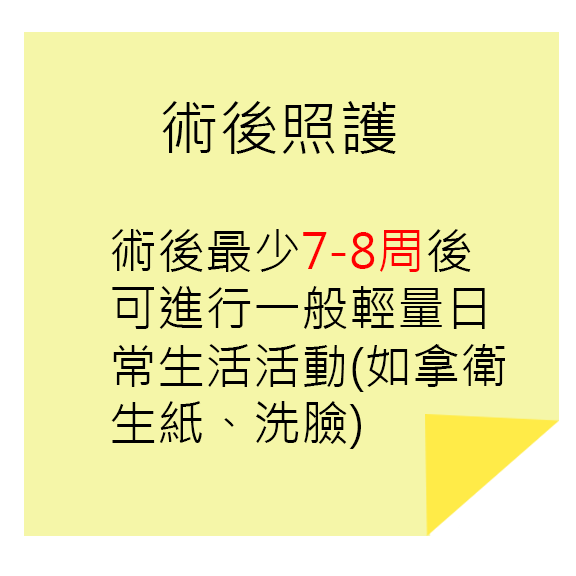 術後照護
術後最少7-8周後
可進行一般輕量日
常生活活動(如拿衛
生紙、洗臉)